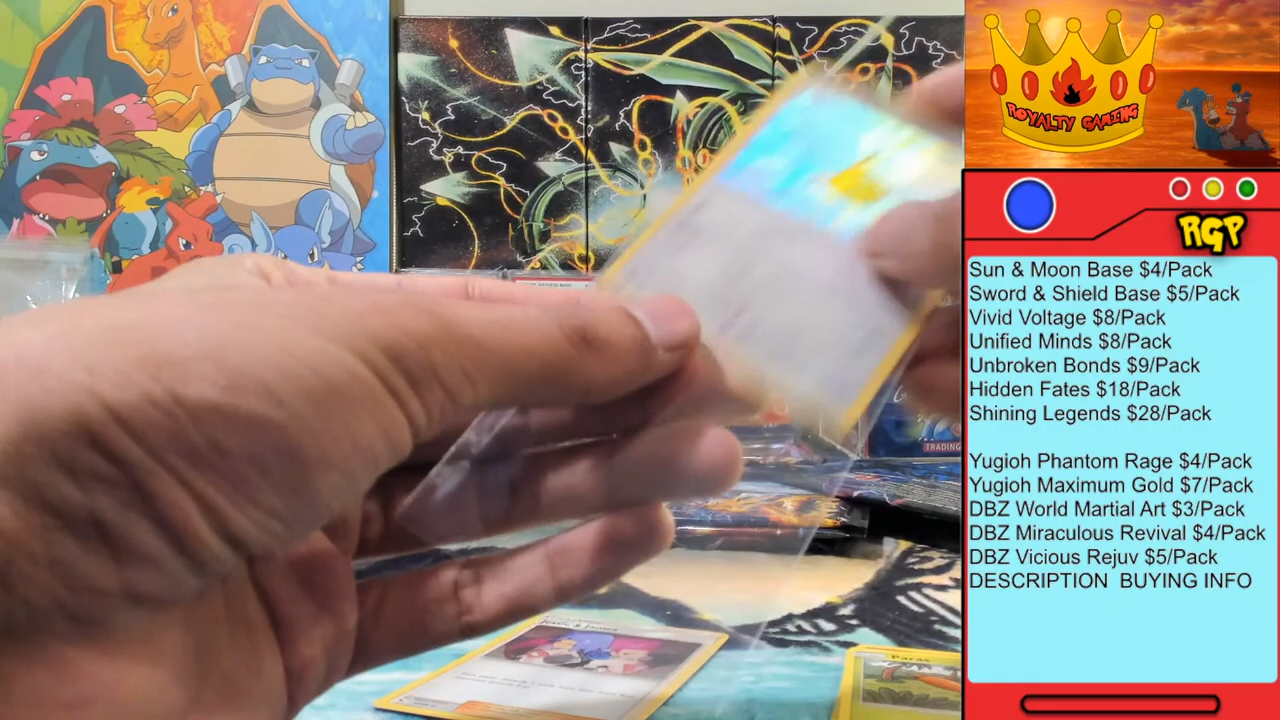 ROYALTY GAMING
RGP
Sun & Moon Base $4/Pack
Sword & Shield Base $5/Pack
Vivid Voltage $8/Pack
Unified Minds $8/Pack
Unbroken Bonds $9/Pack
Hidden Fates $18/Pack
Shining Legends $28/Pack
Yugioh Phantom Rage $4/Pack
Yugioh Maximum Gold $7/Pack
DBZ World Martial Art $3/Pack
DBZ Miraculous Revival $4/Pack
DBZ Vicious Rejuv $5/Pack
DESCRIPTION BUYING INFO
TRADING
Jessie & James
Paras